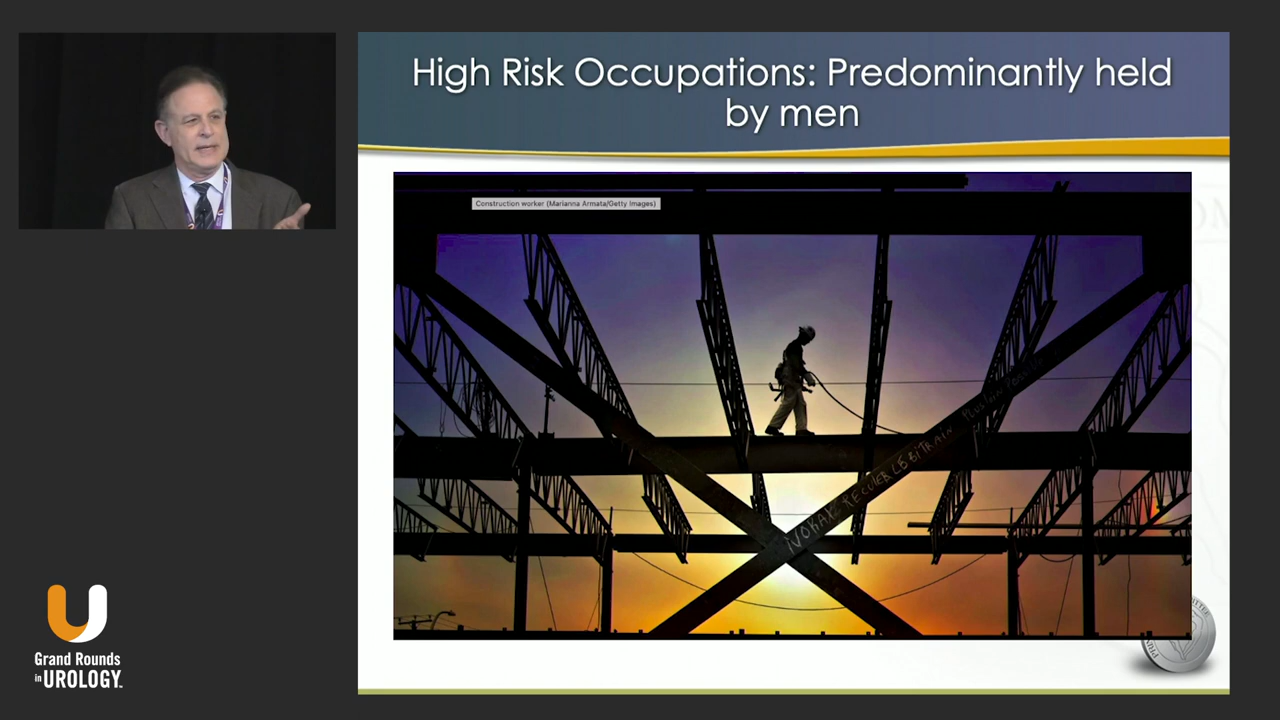 High Risk Occupations: Predominantly held
by men
Construction worker (Marianna Armata/Getty Images)
Grand Rounds
in UROLOGY